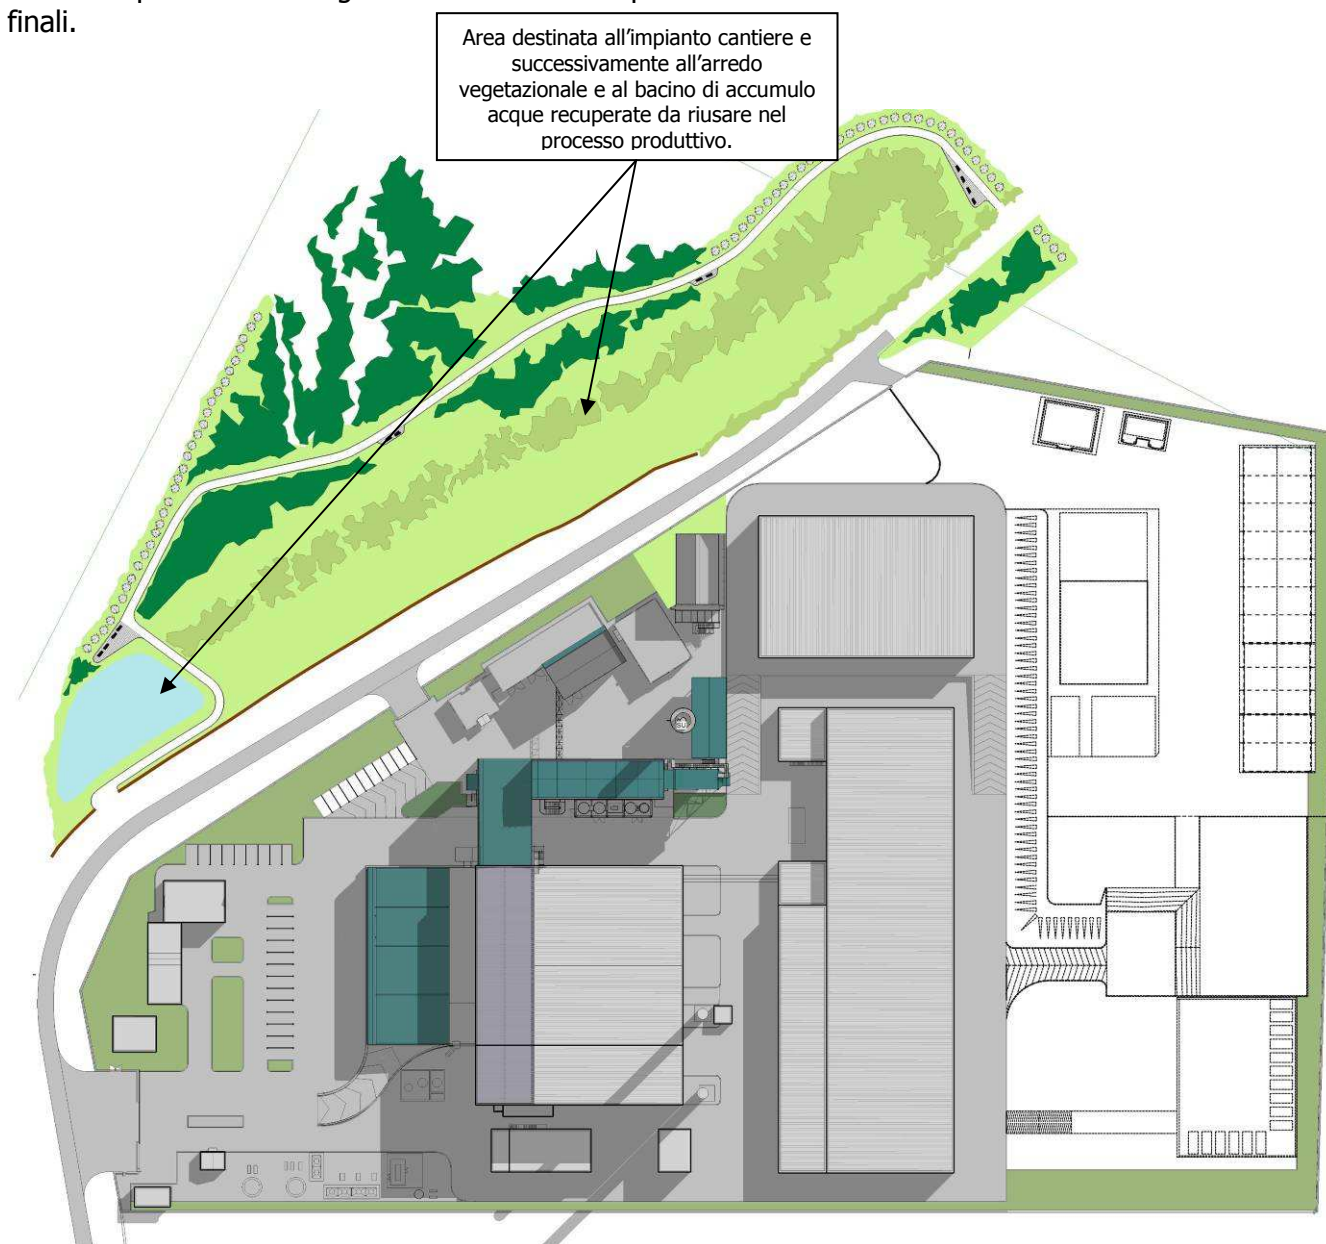 finali.
Area destinata all’impianto cantiere e
successivamente all’arredo
vegetazionale e al bacino di accumulo
acque recuperate da riusare nel
processo produttivo.